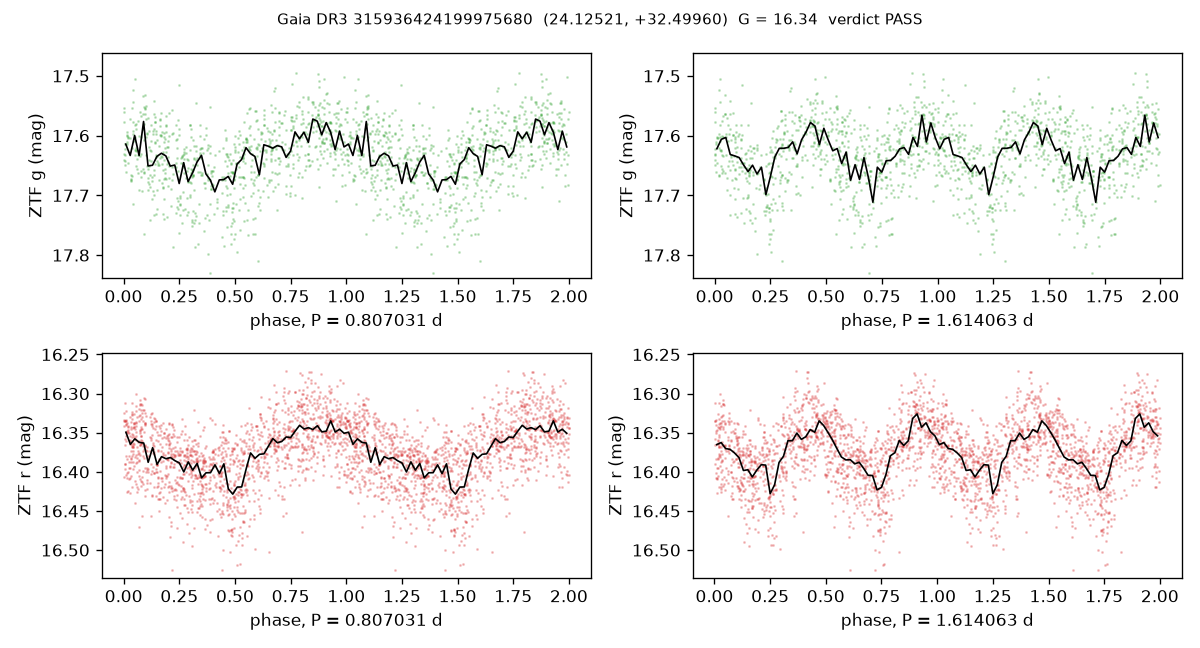 Gaia DR3 315936424199975680  (24.12521, +32.49960)  G = 16.34  verdict PASS
ZTF g (mag)
17.5
17.6
17.7
17.8
0.00 0.25 0.50 0.75 1.00 1.25 1.50 1.75 2.00
phase, P = 0.807031 d
ZTF g (mag)
17.5
17.6
17.7
17.8
0.00 0.25 0.50 0.75 1.00 1.25 1.50 1.75 2.00
phase, P = 1.614063 d
ZTF r (mag)
16.25
16.30
16.35
16.40
16.45
16.50
0.00 0.25 0.50 0.75 1.00 1.25 1.50 1.75 2.00
phase, P = 0.807031 d
ZTF r (mag)
16.25
16.30
16.35
16.40
16.45
16.50
0.00 0.25 0.50 0.75 1.00 1.25 1.50 1.75 2.00
phase, P = 1.614063 d